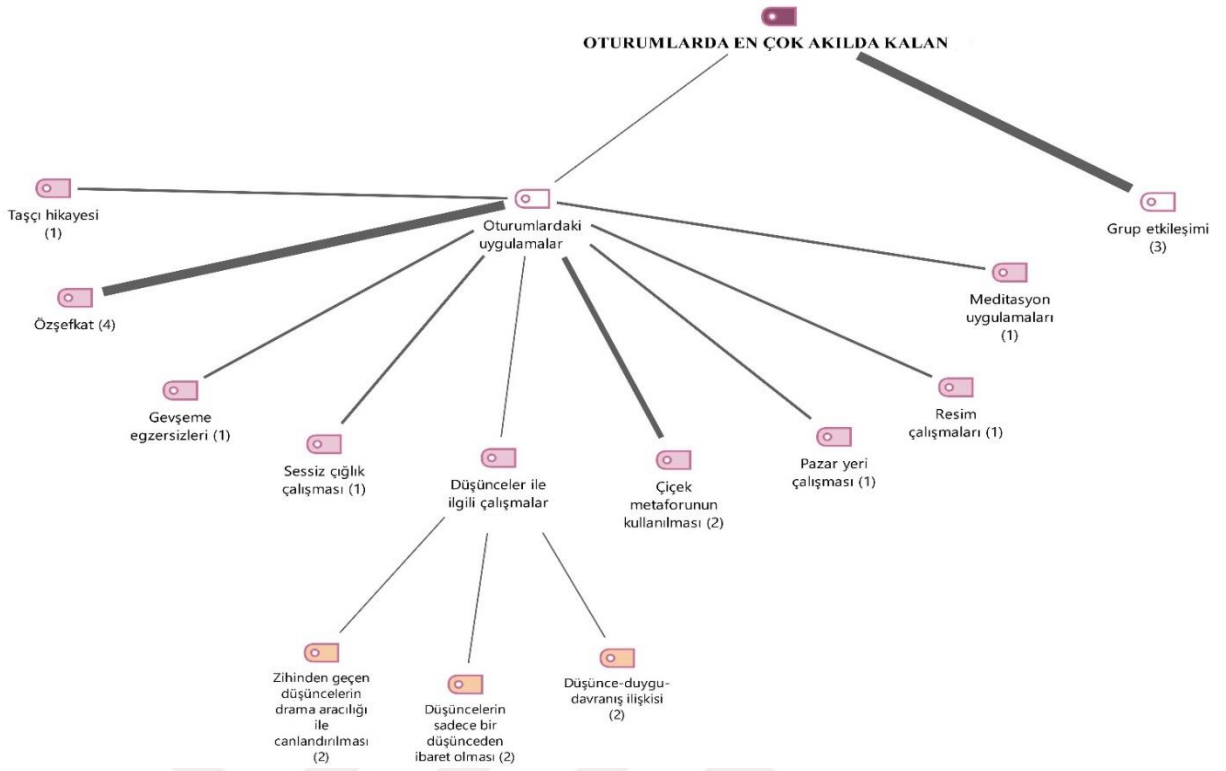 OTURUMLARDA EN ÇOK AKILDA KALAN
Taşçı hikayesi
(1)
Oturumlardaki
uygulamalar
Grup etkileşimi
(3)
Özşefkat (4)
Meditasyon
uygulamaları
(1)
Gevşeme
egzersizleri (1)
Resim
çalışmaları (1)
Sessiz çığlık
çalışması (1)
Düşünceler ile
ilgili çalışmalar
Çiçek
metaforunun
kullanılması (2)
Pazar yeri
çalışması (1)
Zihinden geçen
düşüncelerin
drama aracılığı
ile
canlandırılması
(2)
Düşüncelerin
sadece bir
düşünceden
ibaret olması (2)
Düşünce-duygu-
davranış ilişkisi
(2)